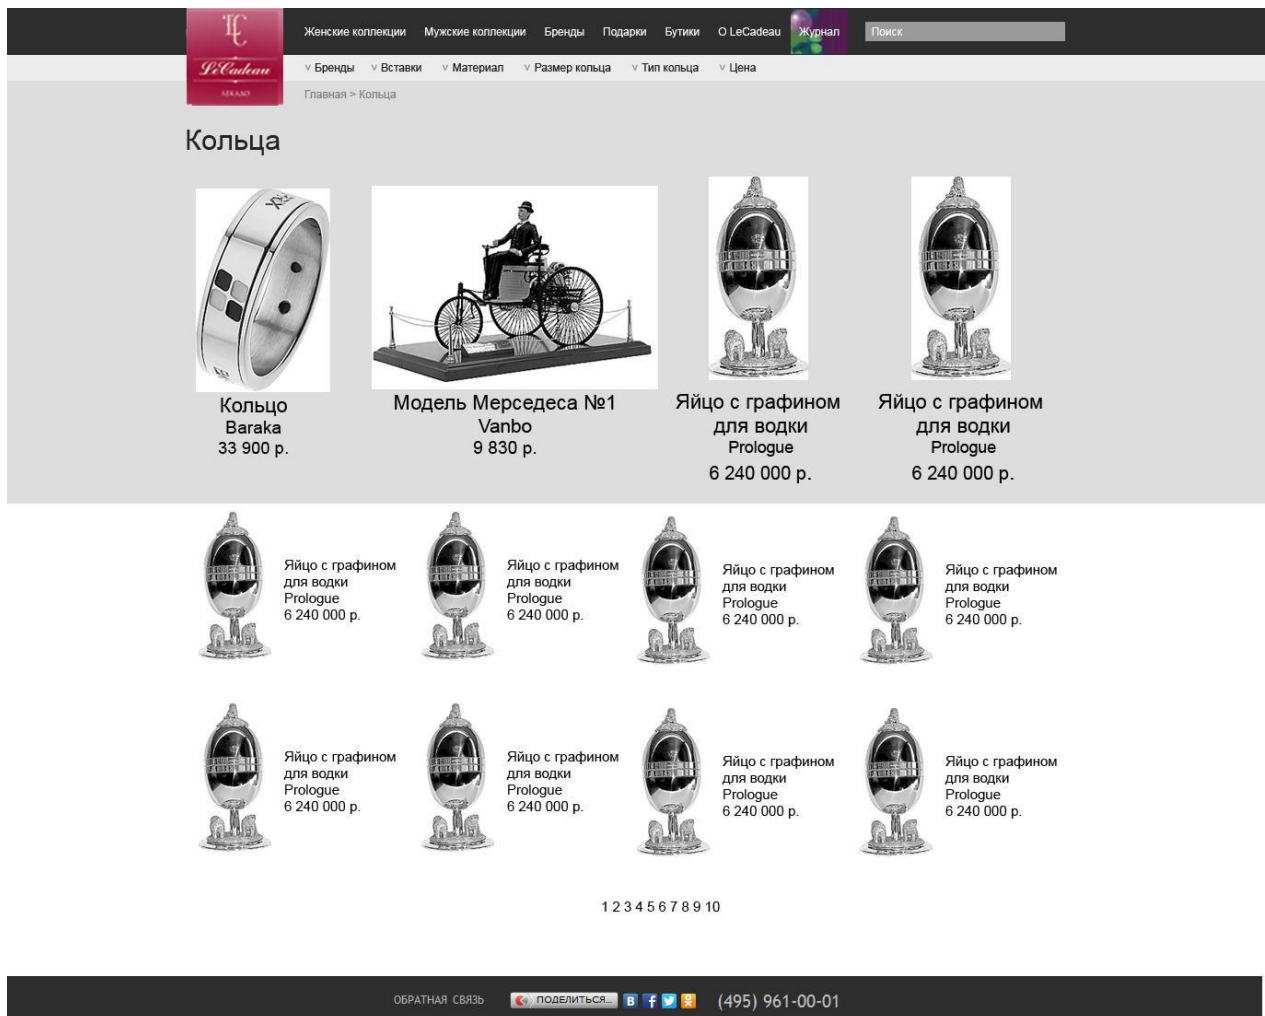 LC
LeCadeau
ЛЕКАДО
Женские коллекции Мужские коллекции Бренды Подарки Бутики О LeCadeau Журнал Поиск
v Бренды v Вставки v Материал v Размер кольца v Тип кольца v Цена
Главная > Кольца
Кольца
Кольцо
Baraka
33 900 р.
Модель Мерседеса №1
Vanbo
9 830 р.
Яйцо с графином
для водки
Prologue
6 240 000 р.
Яйцо с графином
для водки
Prologue
6 240 000 р.
Яйцо с графином
для водки
Prologue
6 240 000 р.
Яйцо с графином
для водки
Prologue
6 240 000 р.
Яйцо с графином
для водки
Prologue
6 240 000 р.
Яйцо с графином
для водки
Prologue
6 240 000 р.
Яйцо с графином
для водки
Prologue
6 240 000 р.
Яйцо с графином
для водки
Prologue
6 240 000 р.
Яйцо с графином
для водки
Prologue
6 240 000 р.
Яйцо с графином
для водки
Prologue
6 240 000 р.
1 2 3 4 5 6 7 8 9 10
ОБРАТНАЯ СВЯЗЬ ПОДЕЛИТЬСЯ... (495) 961-00-01